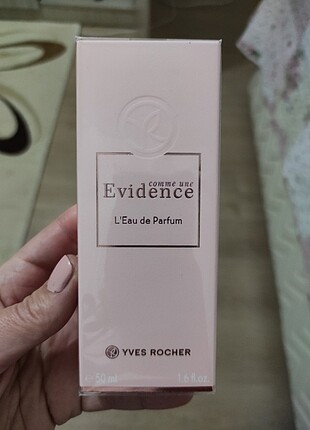 comme une
Evidence
L'Eau de Parfum
YVES ROCHER
e 50 ml 1.6 fl.oz